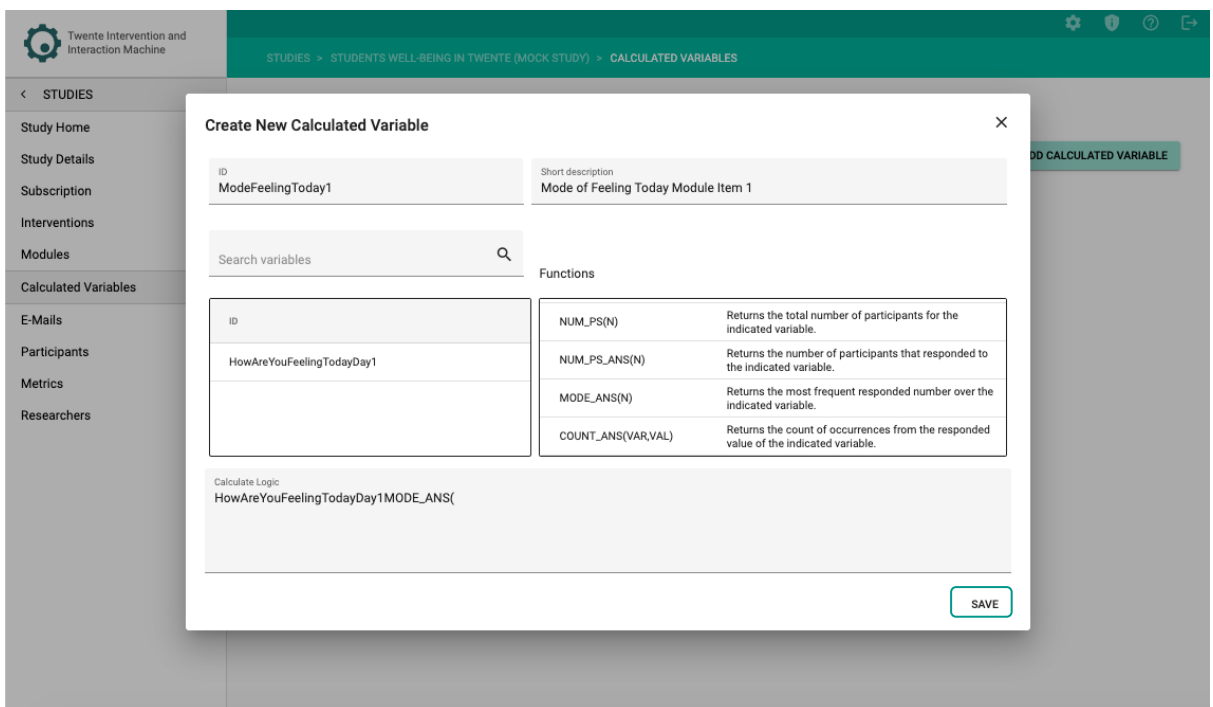 Twente Intervention and
Interaction Machine
STUDIES > STUDENTS WELL-BEING IN TWENTE (MOCK STUDY) > CALCULATED VARIABLES
< STUDIES
Study Home
Study Details
Subscription
Interventions
Modules
Calculated Variables
E-Mails
Participants
Metrics
Researchers
DD CALCULATED VARIABLE
Create New Calculated Variable
ID
ModeFeelingToday1
Short description
Mode of Feeling Today Module Item 1
Search variables
Functions
ID
HowAreYouFeelingTodayDay1
NUM_PS(N)
Returns the total number of participants for the
indicated variable.
NUM_PS_ANS(N)
Returns the number of participants that responded to
the indicated variable.
MODE_ANS(N)
Returns the most frequent responded number over the
indicated variable.
COUNT_ANS(VAR,VAL)
Returns the count of occurrences from the responded
value of the indicated variable.
Calculate Logic
HowAreYouFeelingTodayDay1MODE_ANS(
SAVE